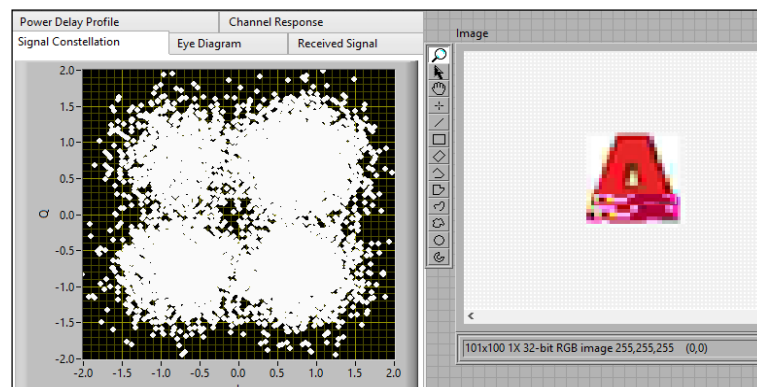 Power Delay Profile
Channel Response
Signal Constellation
Eye Diagram
Received Signal
Image
2.0
1.5
1.0
0.5
0.0
-0.5
-1.0
-1.5
-2.0
Q
-2.0 -1.5 -1.0 -0.5 0.0 0.5 1.0 1.5 2.0
A
101x100 1X 32-bit RGB image 255,255,255 (0,0)